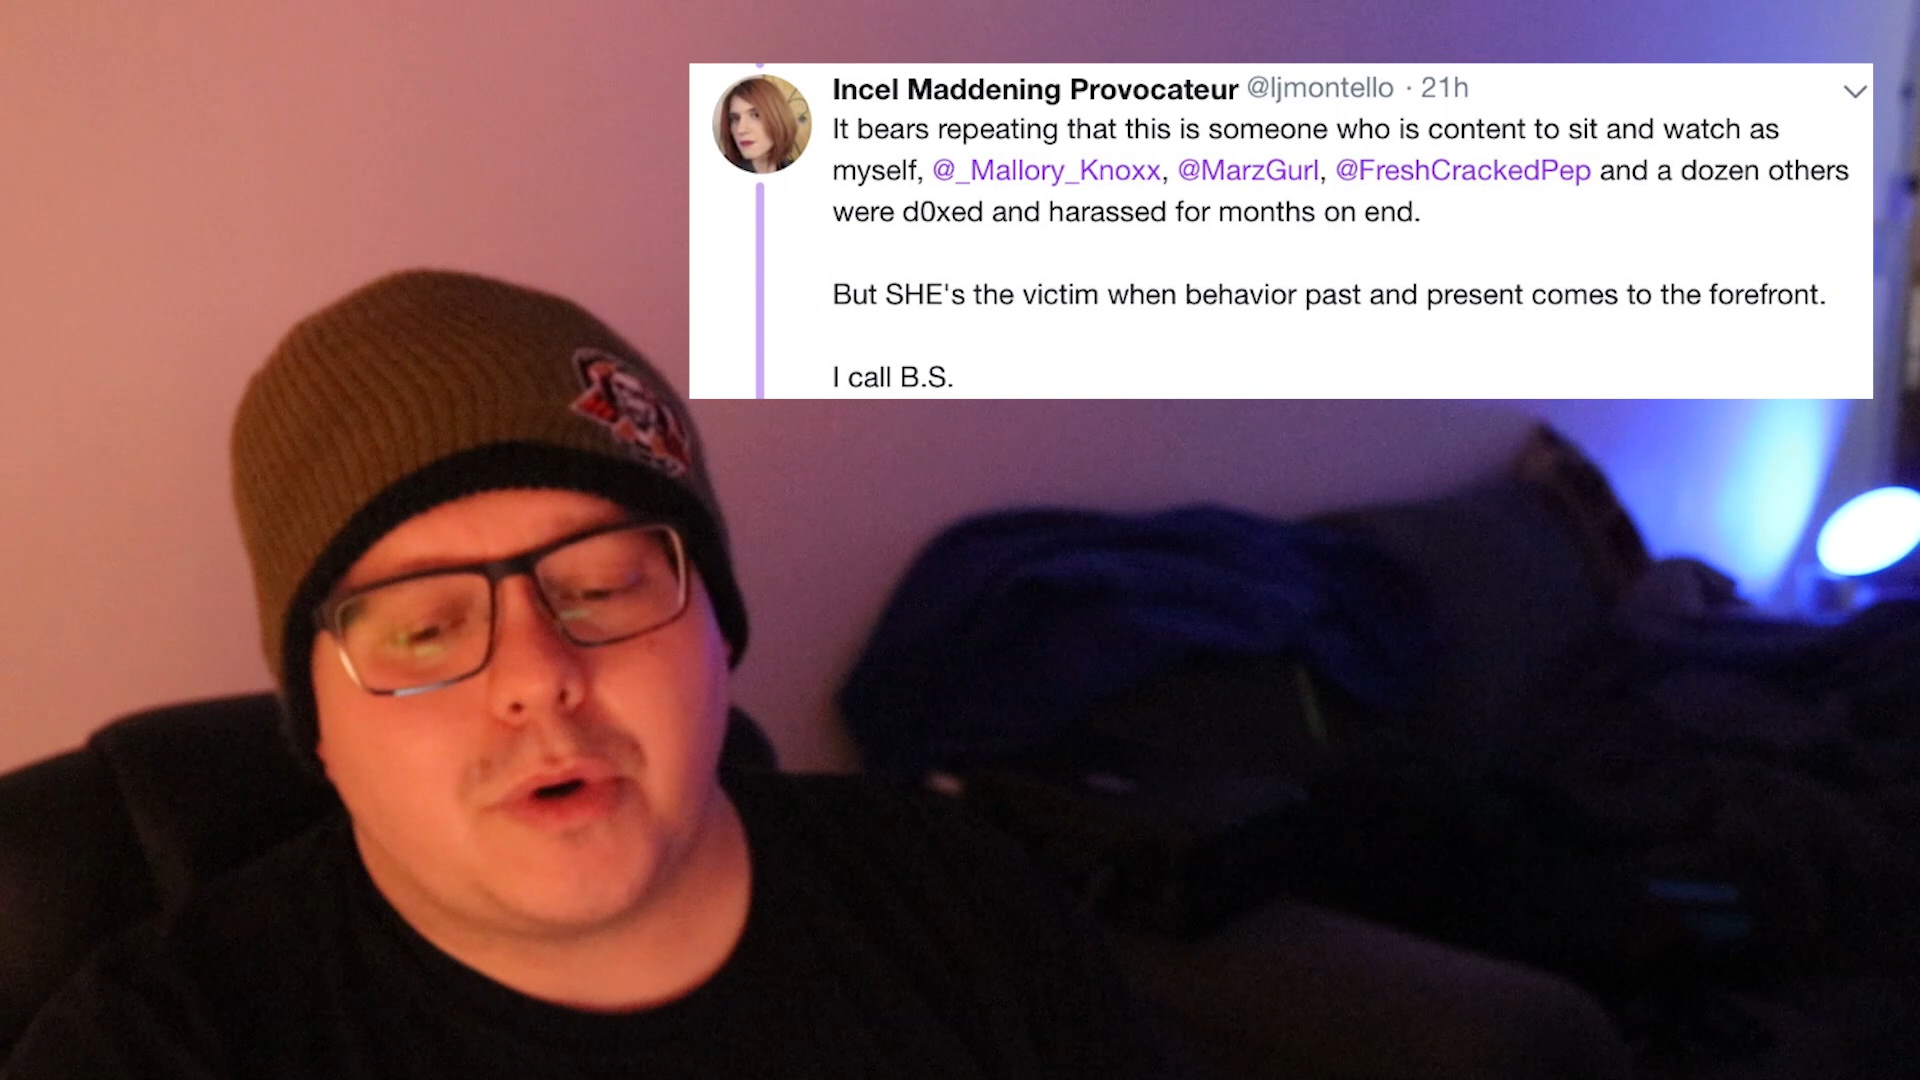 Incel Maddening Provocateur @ljmontello · 21h
It bears repeating that this is someone who is content to sit and watch as
myself, @_Mallory_Knoxx, @MarzGurl, @FreshCrackedPep and a dozen others
were d0xed and harassed for months on end.
But SHE's the victim when behavior past and present comes to the forefront.
I call B.S.